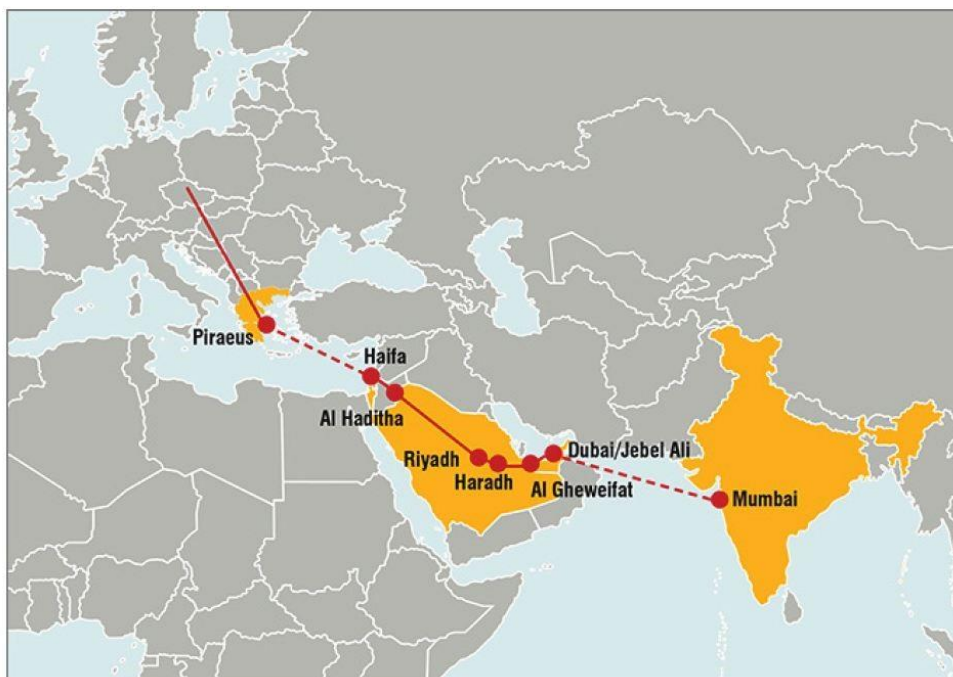 Piraeus
Haifa
Al Haditha
Riyadh
Haradh
Dubai/Jebel Ali
Al Gheweifat
Mumbai